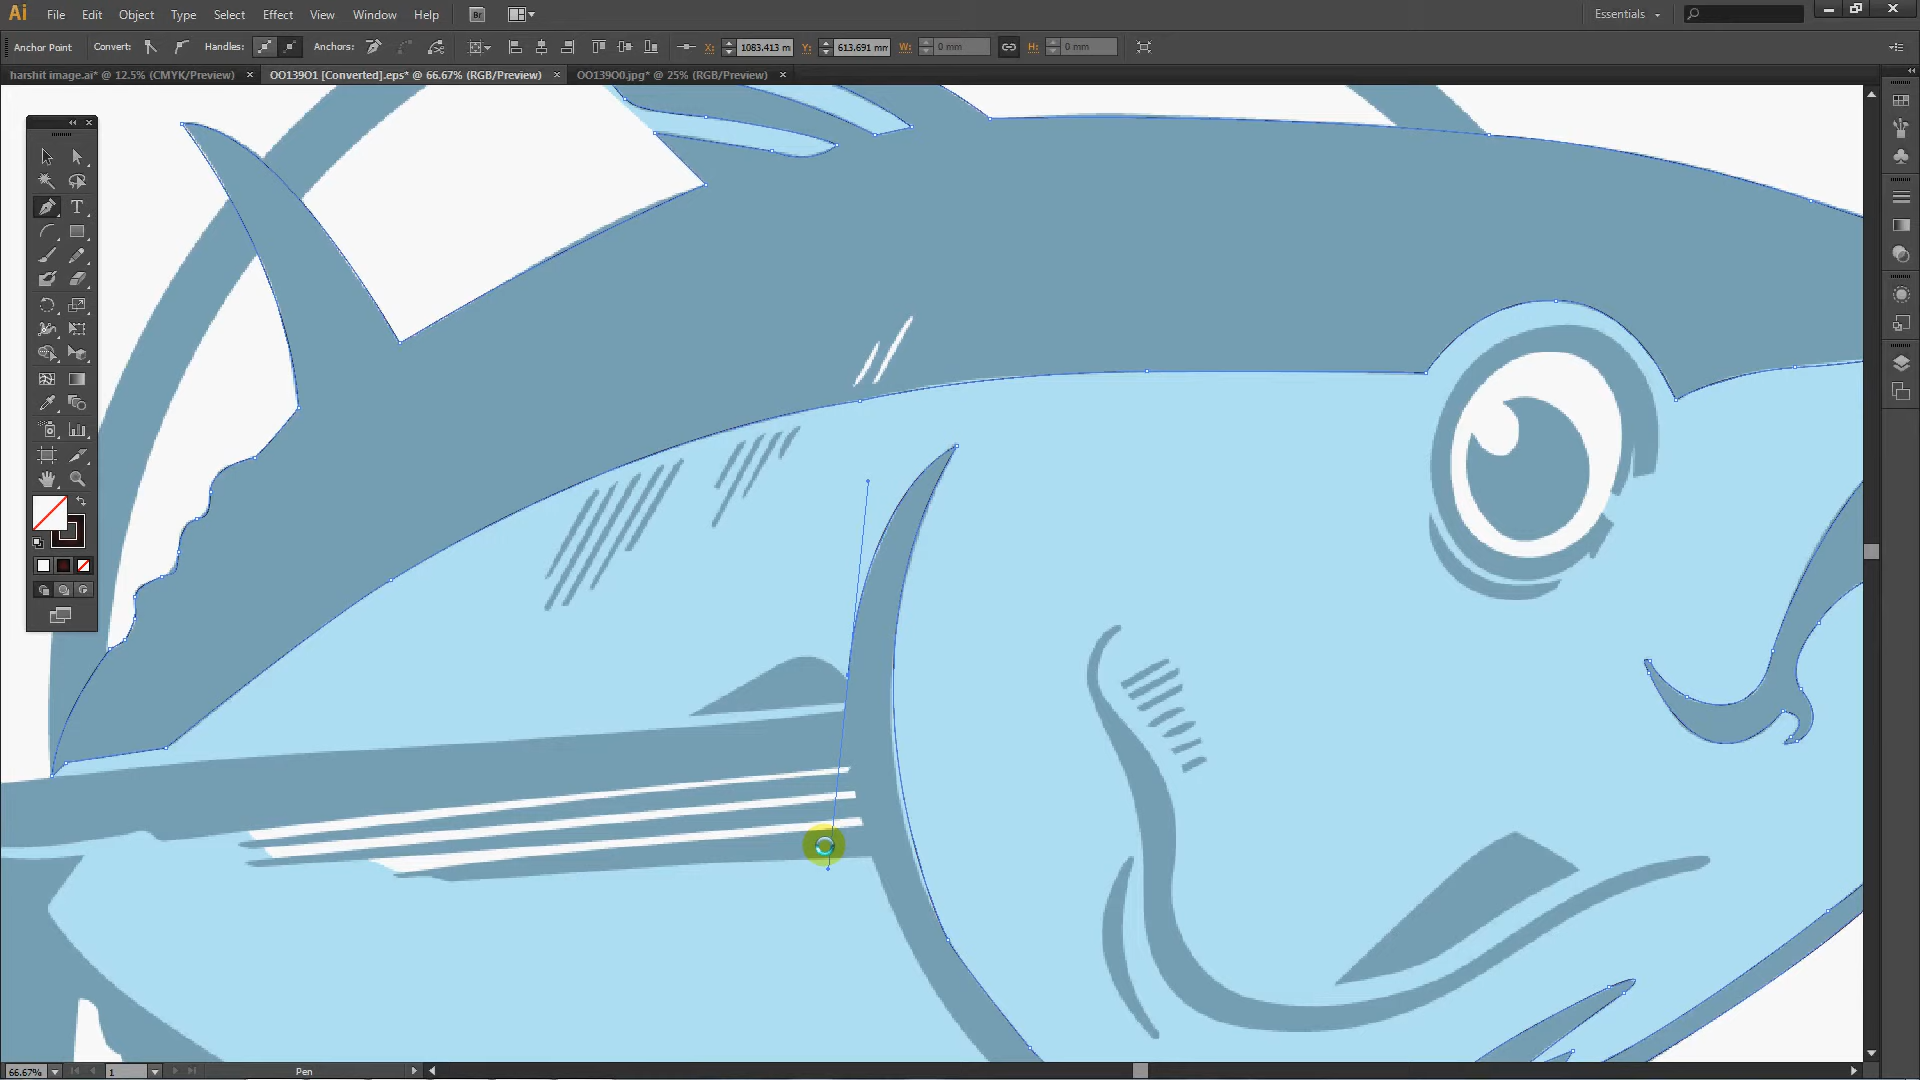 Ai File Edit Object Type Select Effect View Window Help Br Essentials
Anchor Point Convert: Handles: Anchors: X: 1083.413 m Y: 613.691 mm W: 0 mm H: 0 mm
harshit image.ai* @ 12.5% (CMYK/Preview) OO139O1 [Converted].eps* @ 66.67% (RGB/Preview) OO139O0.jpg* @ 25% (RGB/Preview)
T
66.67% 1 Pen